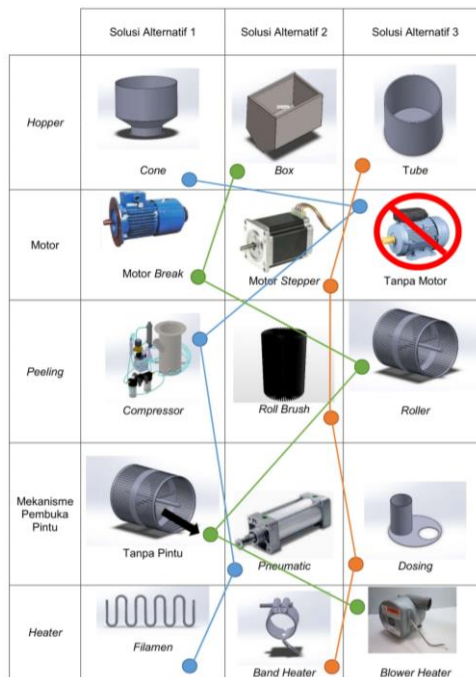 Solusi Alternatif 1 Solusi Alternatif 2 Solusi Alternatif 3
Hopper
Cone Box Tube
Motor
Motor Break Motor Stepper Tanpa Motor
Peeling
Compressor Roll Brush Roller
Mekanisme
Pembuka
Pintu
Tanpa Pintu Pneumatic Dosing
Heater
Filamen Band Heater Blower Heater